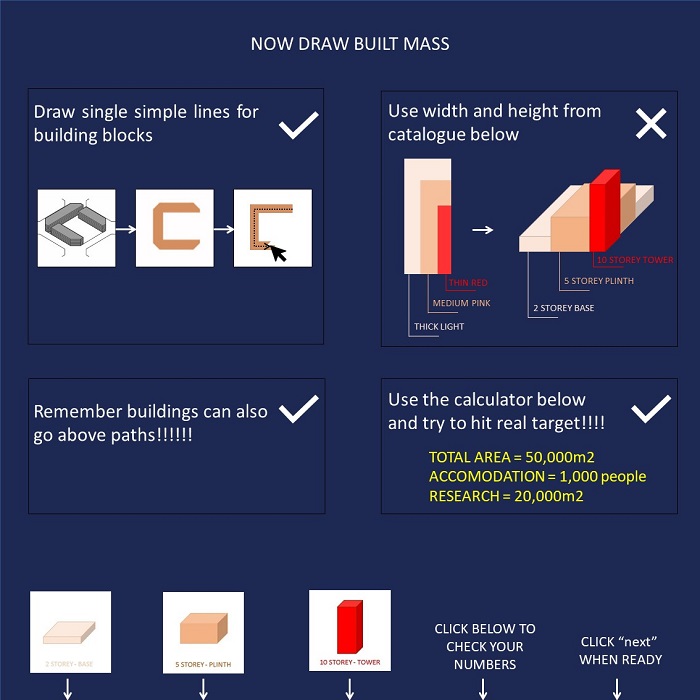 NOW DRAW BUILT MASS
Draw single simple lines for
building blocks
Use width and height from
catalogue below
10 STOREY TOWER
THIN RED
5 STOREY PLINTH
MEDIUM PINK
2 STOREY BASE
THICK LIGHT
Remember buildings can also
go above paths!!!!!!
Use the calculator below
and try to hit real target!!!!
TOTAL AREA = 50,000m2
ACCOMODATION = 1,000 people
RESEARCH = 20,000m2
2 STOREY - BASE
5 STOREY - PLINTH
10 STOREY - TOWER
CLICK BELOW TO
CHECK YOUR
NUMBERS
CLICK “next”
WHEN READY